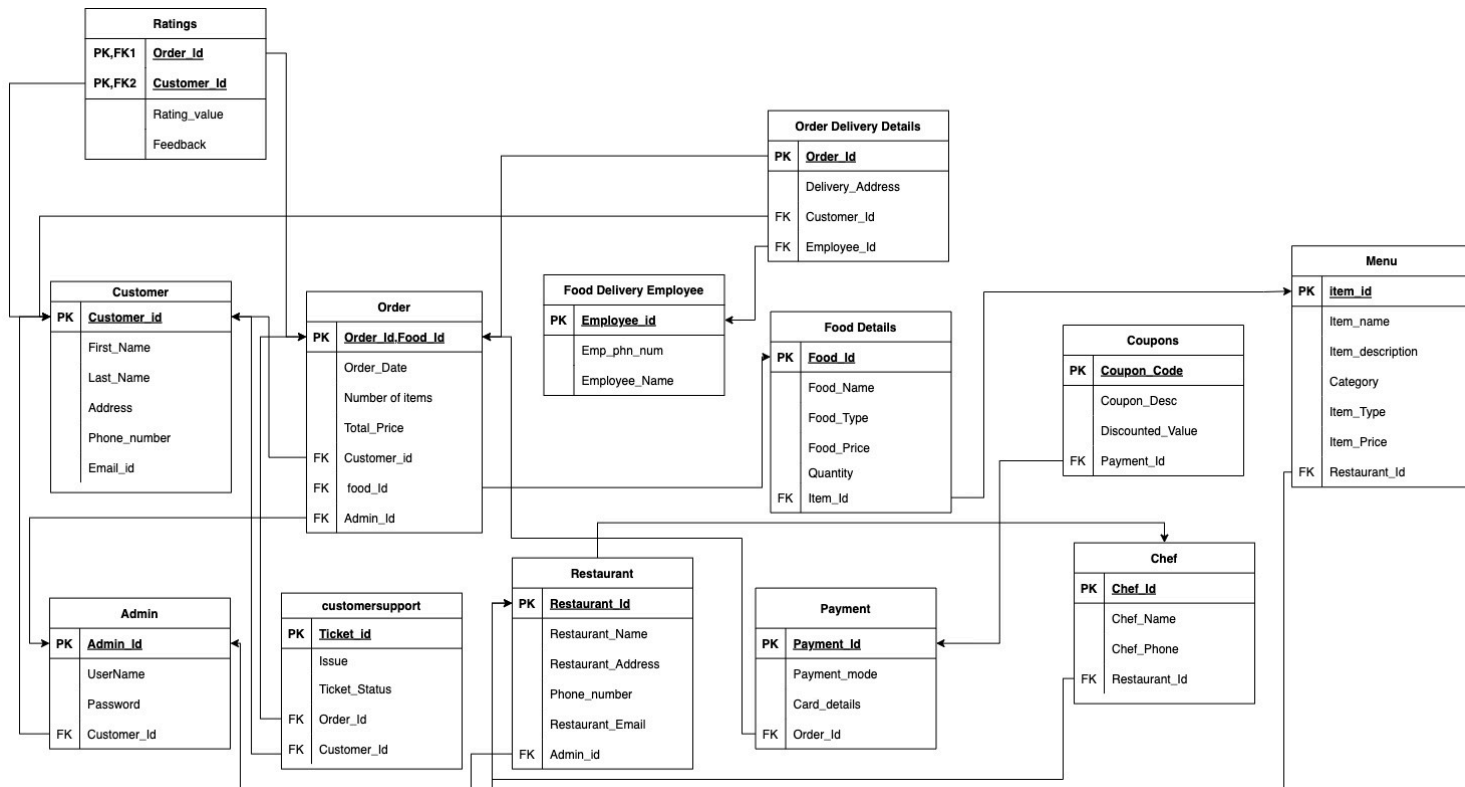 Ratings
PK,FK1 Order_Id
PK,FK2 Customer_Id
Rating_value
Feedback
Order Delivery Details
PK Order_Id
Delivery_Address
FK Customer_Id
FK Employee_Id
Menu
PK item_id
Item_name
Item_description
Category
Item_Type
Item_Price
FK Restaurant_Id
Customer
PK Customer_id
First_Name
Last_Name
Address
Phone_number
Email_id
Order
PK Order_Id,Food_Id
Order_Date
Number of items
Total_Price
FK Customer_id
FK food_Id
FK Admin_Id
Food Delivery Employee
PK Employee_id
Emp_phn_num
Employee_Name
Food Details
PK Food_Id
Food_Name
Food_Type
Food_Price
Quantity
FK Item_Id
Coupons
PK Coupon_Code
Coupon_Desc
Discounted_Value
FK Payment_Id
Admin
PK Admin_Id
UserName
Password
FK Customer_Id
customersupport
PK Ticket_id
Issue
Ticket_Status
FK Order_Id
FK Customer_Id
Restaurant
PK Restaurant_Id
Restaurant_Name
Restaurant_Address
Phone_number
Restaurant_Email
FK Admin_id
Payment
PK Payment_Id
Payment_mode
Card_details
FK Order_Id
Chef
PK Chef_Id
Chef_Name
Chef_Phone
FK Restaurant_Id